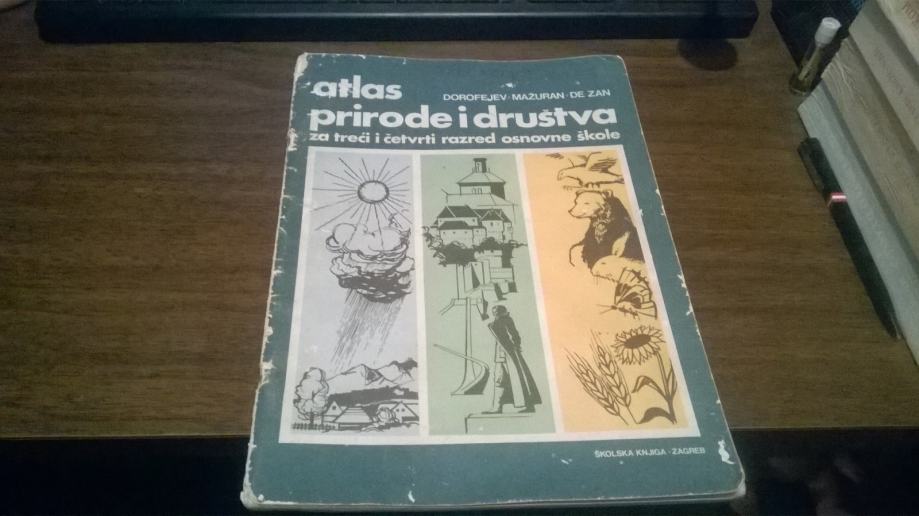 atlas
DOROFEJEV · MAŽURAN · DE ZAN
prirode i društva
za treći i četvrti razred osnovne škole
ŠKOLSKA KNJIGA · ZAGREB